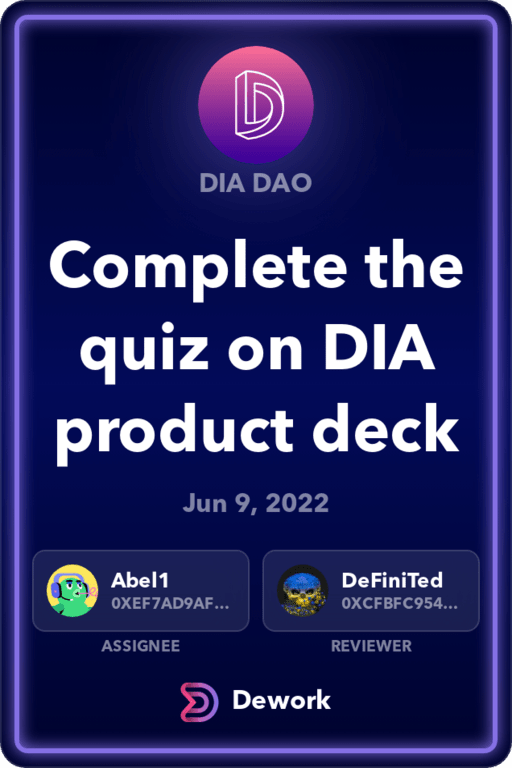 DIA DAO
Complete the
quiz on DIA
product deck
Jun 9, 2022
Abel1
0XEF7AD9AF...
ASSIGNEE
DeFiniTed
0XCFBFC954...
REVIEWER
Dework